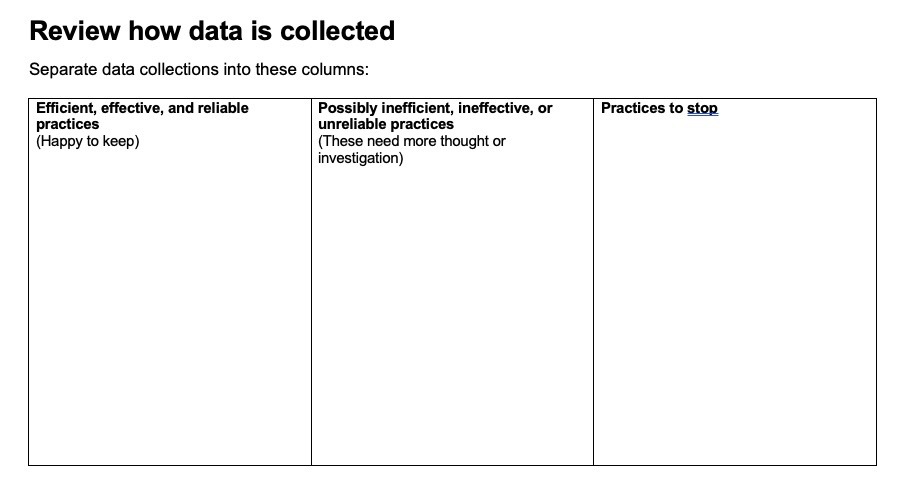 Review how data is collected
Separate data collections into these columns:
Efficient, effective, and reliable
practices
(Happy to keep)
Possibly inefficient, ineffective, or
unreliable practices
(These need more thought or
investigation)
Practices to stop